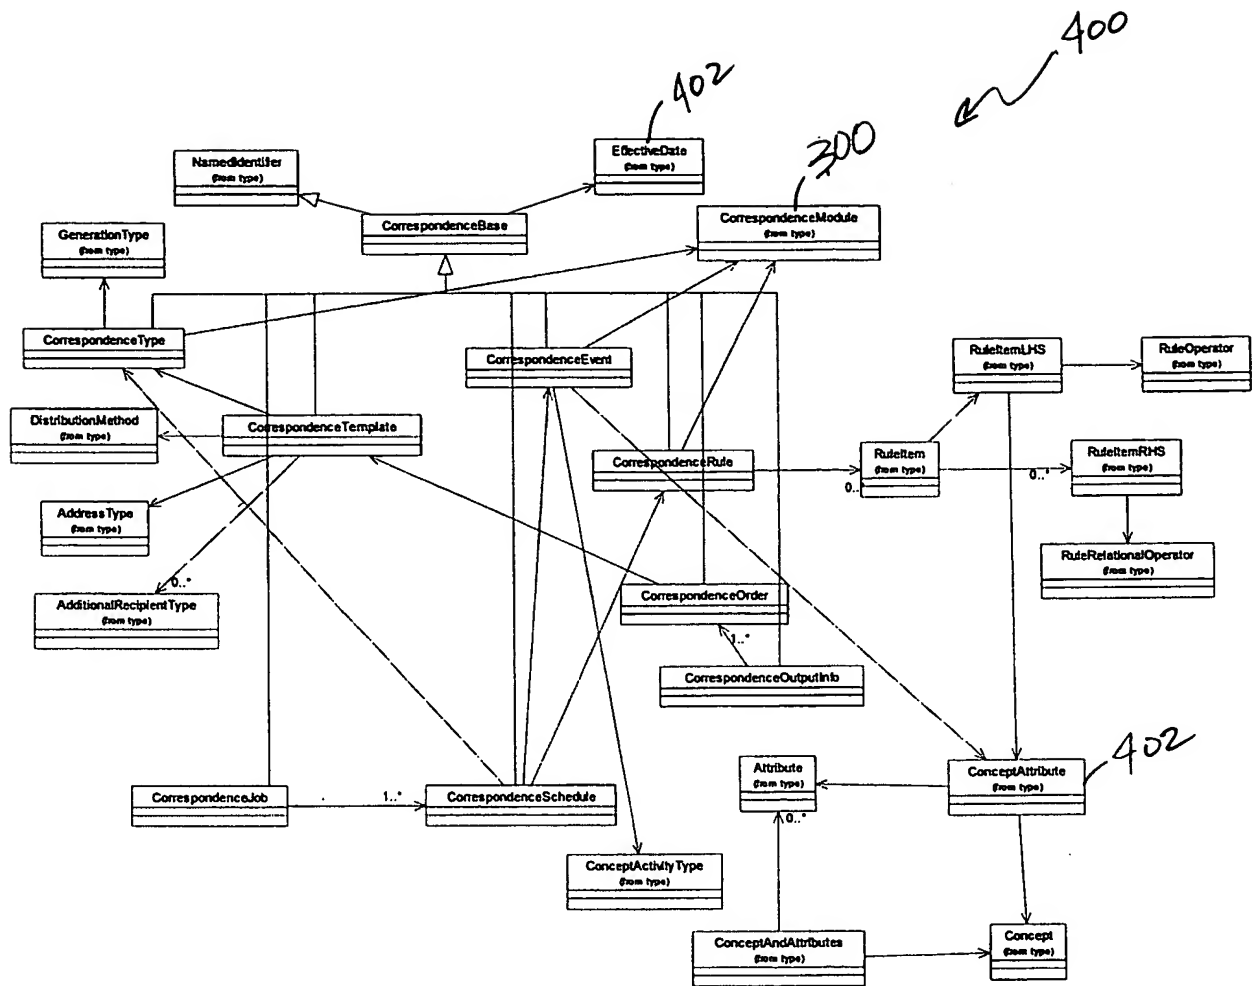 400
402
NamedIdentifier
(from type)
EffectiveDate
(from type)
300
CorrespondenceBase
CorrespondenceModule
(from type)
GenerationType
(from type)
CorrespondenceType
CorrespondenceEvent
RuleItemLHS
(from type)
RuleOperator
(from type)
DistributionMethod
(from type)
CorrespondenceTemplate
CorrespondenceRule
0..
RuleItem
(from type)
0..*
RuleItemRHS
(from type)
AddressType
(from type)
RuleRelationalOperator
(from type)
0..*
AdditionalRecipientType
(from type)
CorrespondenceOrder
1..*
CorrespondenceOutputInfo
402
Attribute
(from type)
0..*
ConceptAttribute
(from type)
CorrespondenceJob
1..*
CorrespondenceSchedule
ConceptActivityType
(from type)
ConceptAndAttributes
(from type)
Concept
(from type)